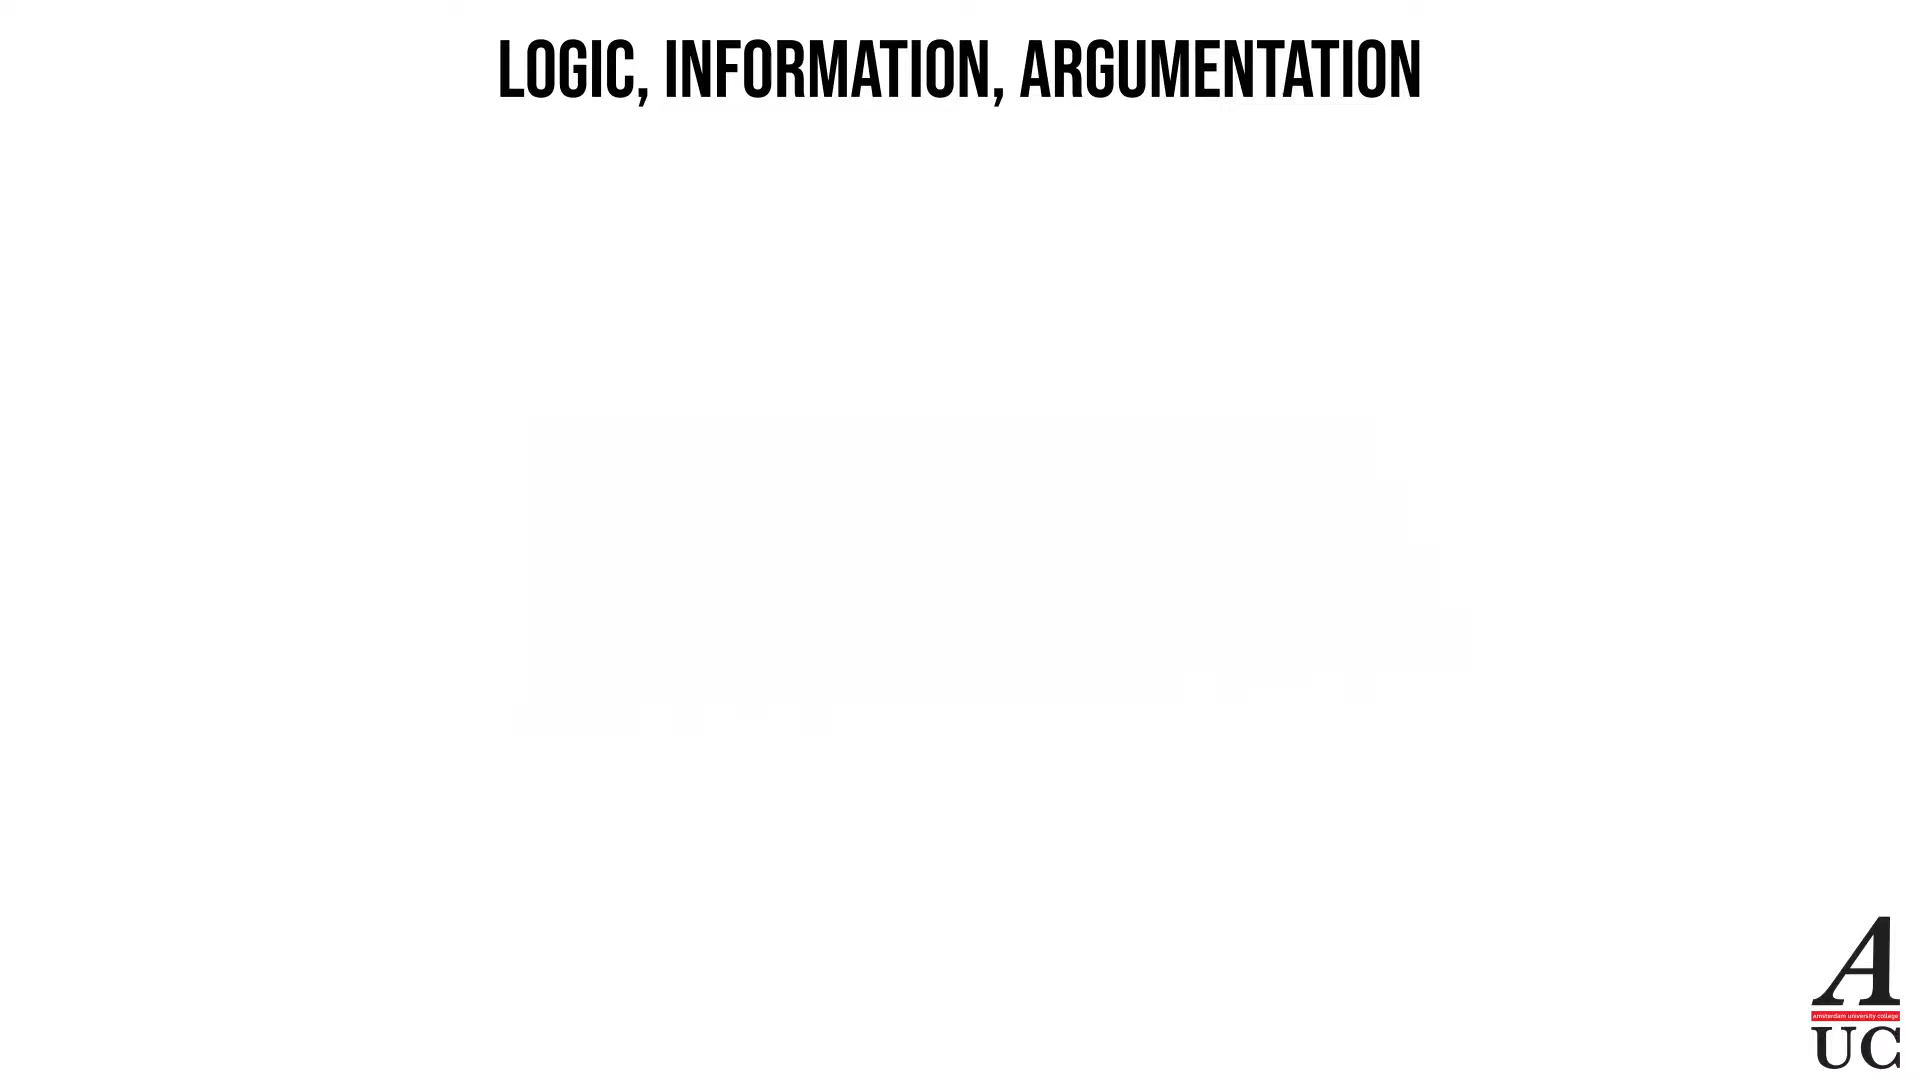 LOGIC, INFORMATION, ARGUMENTATION
A
amsterdam university college
UC